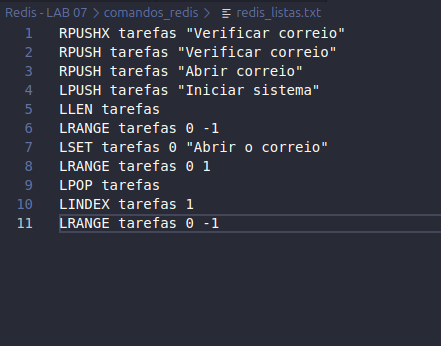 Redis - LAB 07 > comandos_redis > redis_listas.txt
1 RPUSHX tarefas "Verificar correio"
2 RPUSH tarefas "Verificar correio"
3 RPUSH tarefas "Abrir correio"
4 LPUSH tarefas "Iniciar sistema"
5 LLEN tarefas
6 LRANGE tarefas 0 -1
7 LSET tarefas 0 "Abrir o correio"
8 LRANGE tarefas 0 1
9 LPOP tarefas
10 LINDEX tarefas 1
11 LRANGE tarefas 0 -1